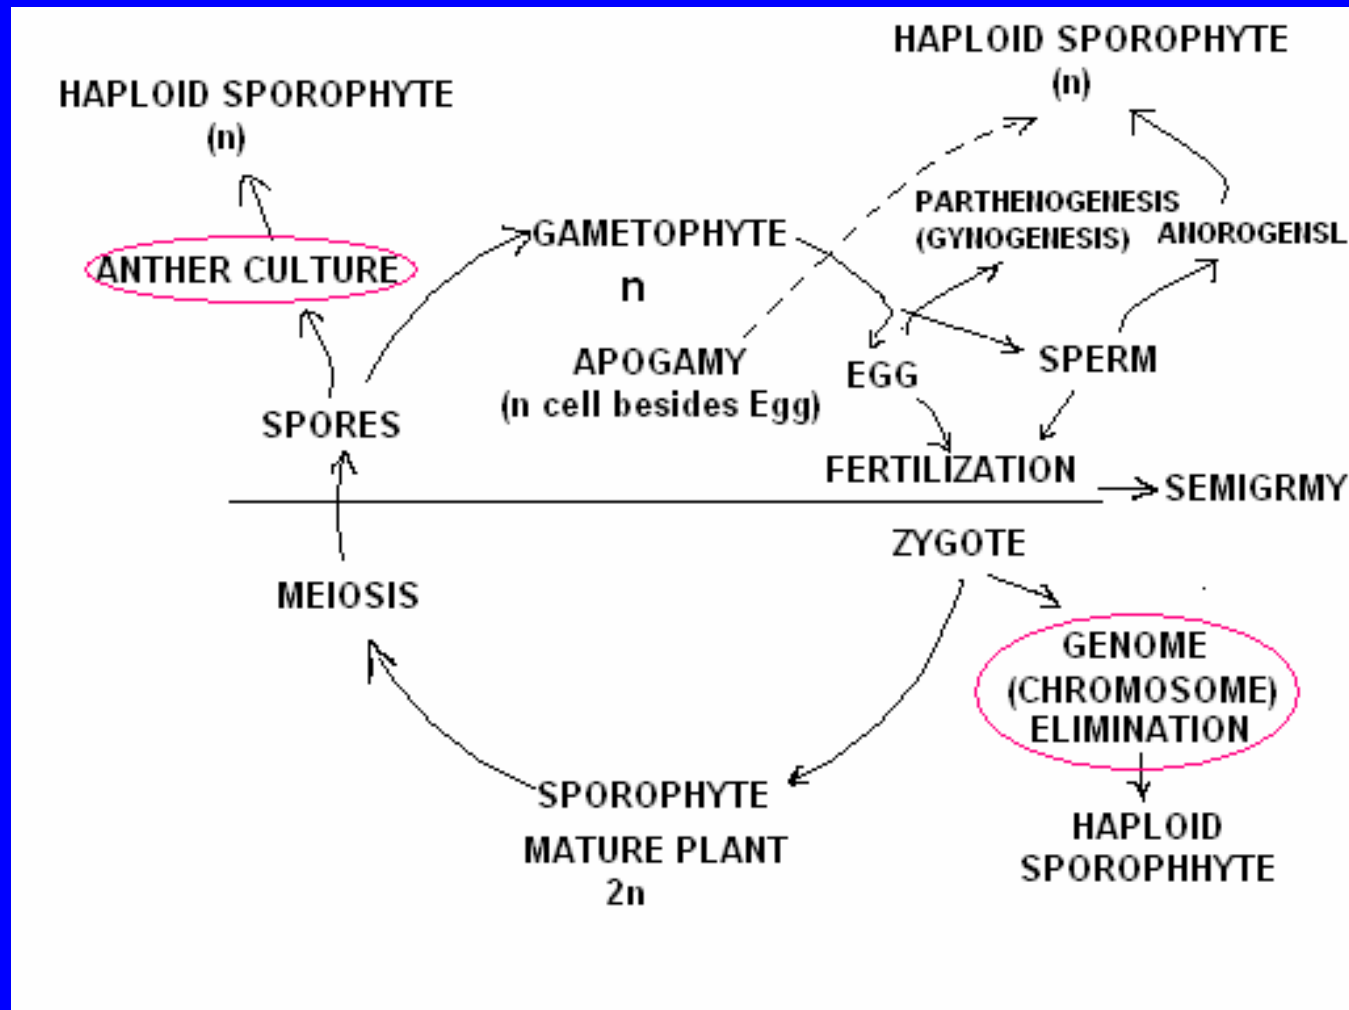 HAPLOID SPOROPHYTE
(n)
HAPLOID SPOROPHYTE
(n)
PARTHENOGENESIS
(GYNOGENESIS)
ANOROGENSL
GAMETOPHYTE
n
ANTHER CULTURE
APOGAMY
(n cell besides Egg)
EGG
SPERM
SPORES
FERTILIZATION
SEMIGRMY
ZYGOTE
MEIOSIS
GENOME
(CHROMOSOME)
ELIMINATION
SPOROPHYTE
MATURE PLANT
2n
HAPLOID
SPOROPHHYTE